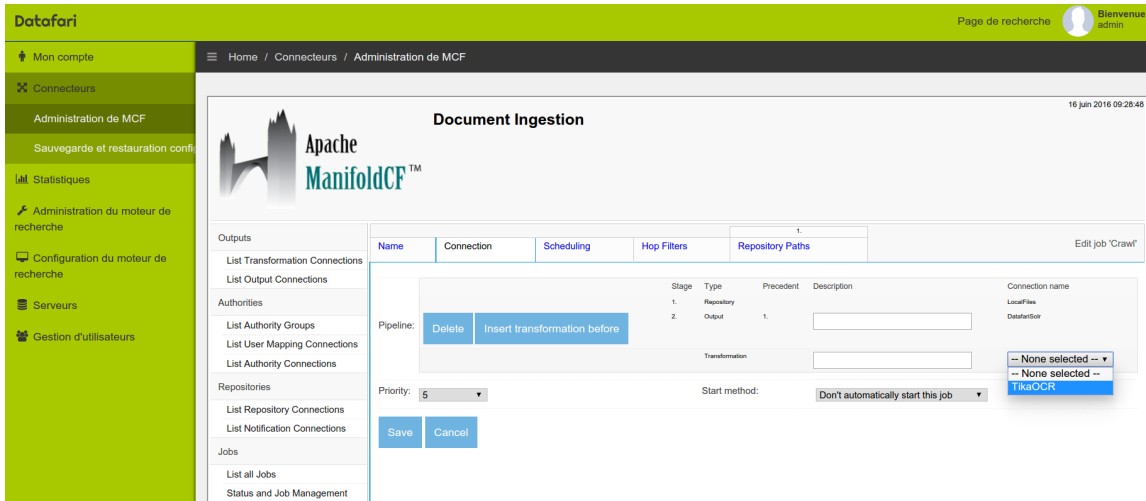 Datafari
Page de recherche
Bienvenue
admin
Mon compte
Home / Connecteurs / Administration de MCF
Connecteurs
Administration de MCF
Sauvegarde et restauration confi
Statistiques
Administration du moteur de
recherche
Configuration du moteur de
recherche
Serveurs
Gestion d'utilisateurs
16 juin 2016 09:28:48
Document Ingestion
Apache
ManifoldCF™
Outputs
List Transformation Connections
List Output Connections
Authorities
List Authority Groups
List User Mapping Connections
List Authority Connections
Repositories
List Repository Connections
List Notification Connections
Jobs
List all Jobs
Status and Job Management
1.
Name Connection Scheduling Hop Filters Repository Paths
Edit job 'Crawl'
Stage Type Precedent Description Connection name
1. Repository LocalFiles
2. Output 1. DatafariSolr
Pipeline: Delete Insert transformation before
Transformation -- None selected --
-- None selected --
TikaOCR
Priority: 5 Start method: Don't automatically start this job
Save Cancel